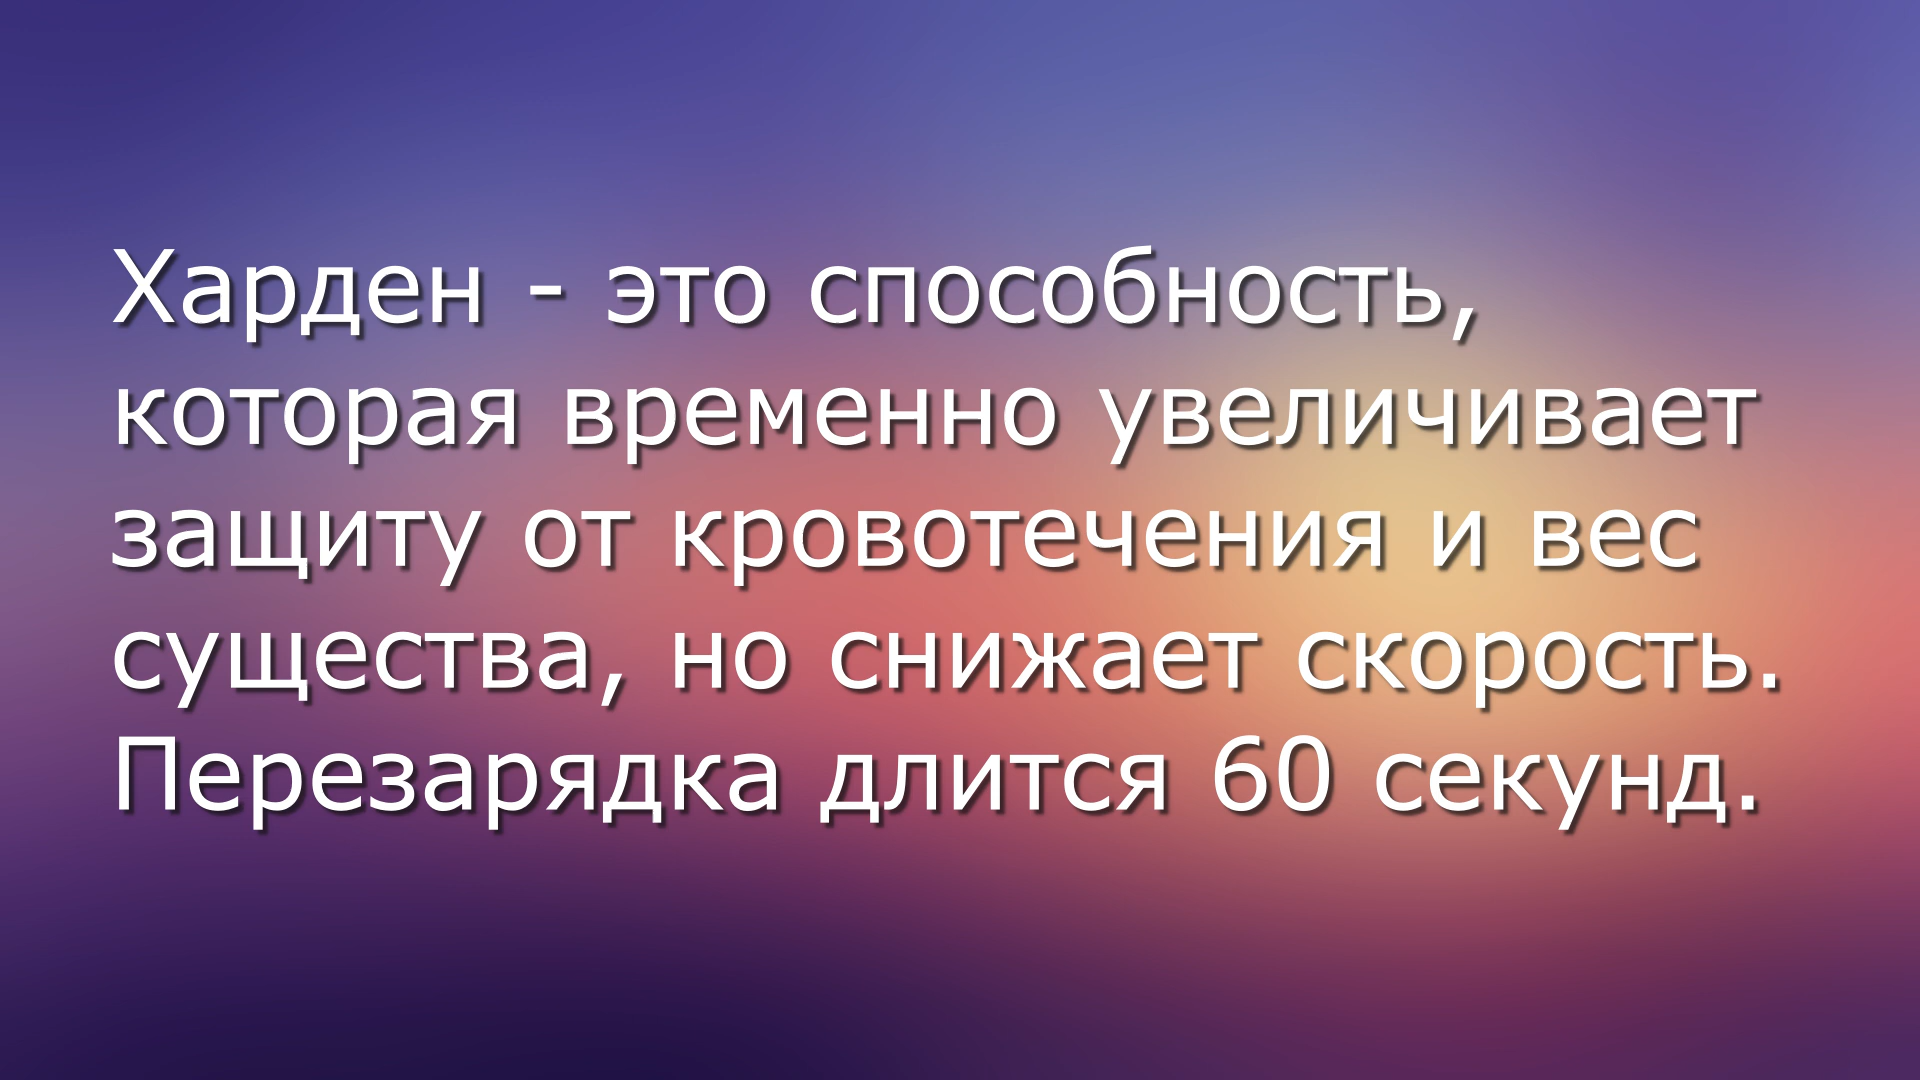 Харден - это способность,
которая временно увеличивает
защиту от кровотечения и вес
существа, но снижает скорость.
Перезарядка длится 60 секунд.